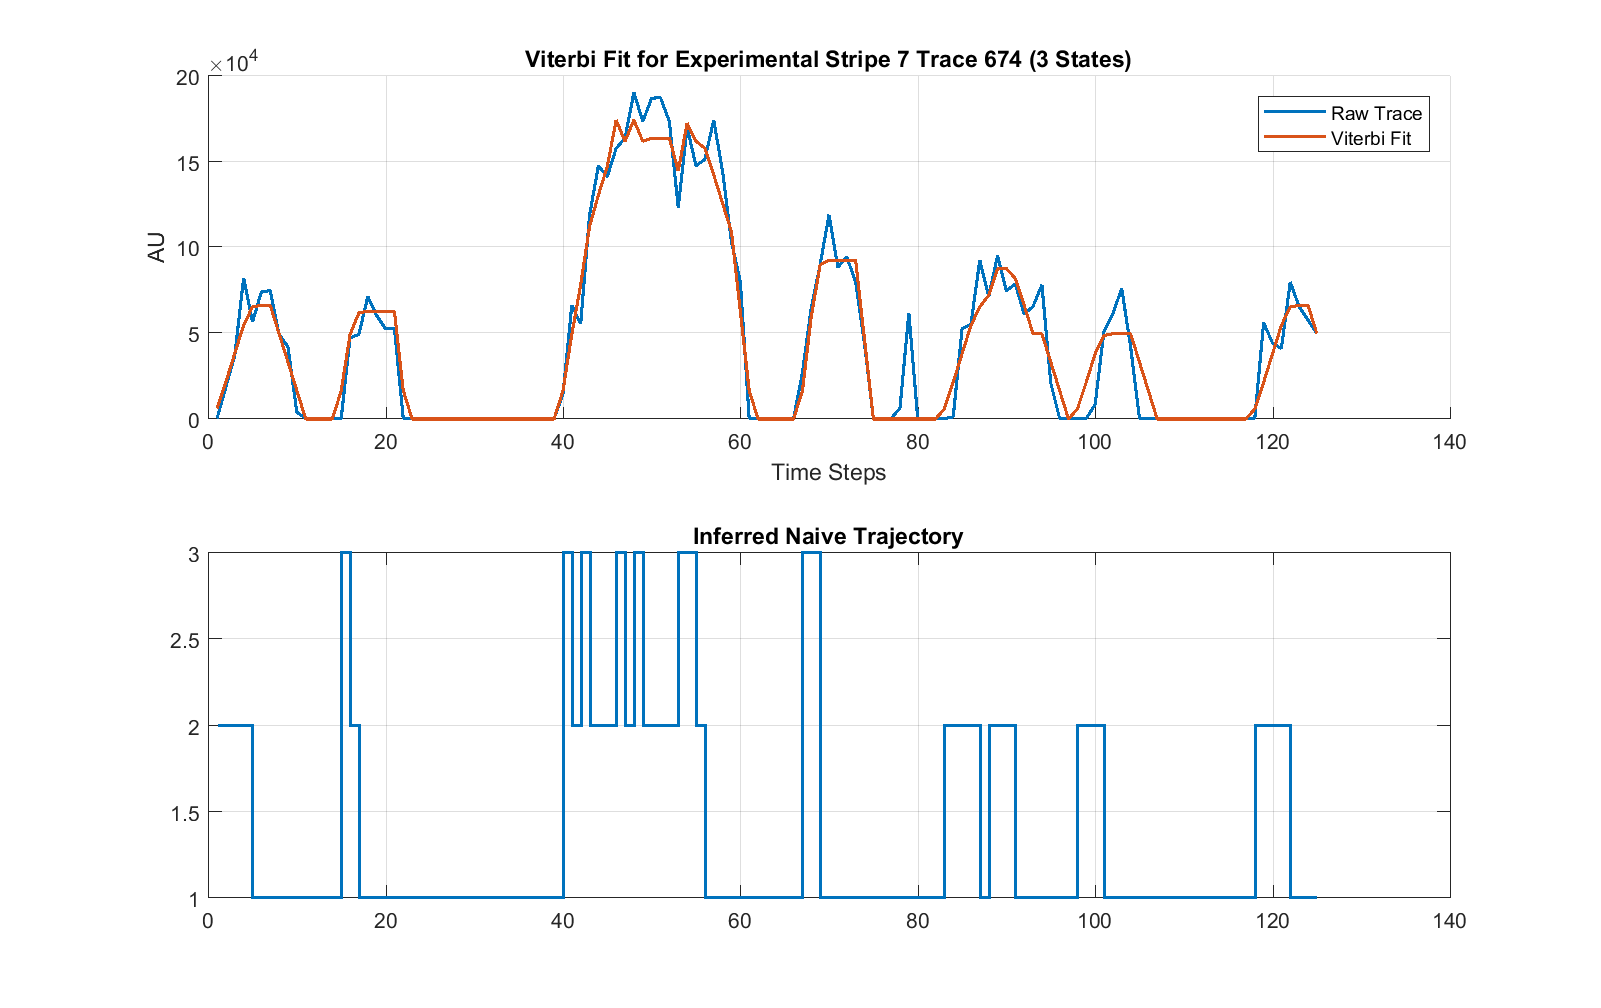 Viterbi Fit for Experimental Stripe 7 Trace 674 (3 States)
×10⁴
20
15
10
5
0
AU
Raw Trace
Viterbi Fit
0 20 40 60 80 100 120 140
Time Steps
Inferred Naive Trajectory
3
2.5
2
1.5
1
0 20 40 60 80 100 120 140